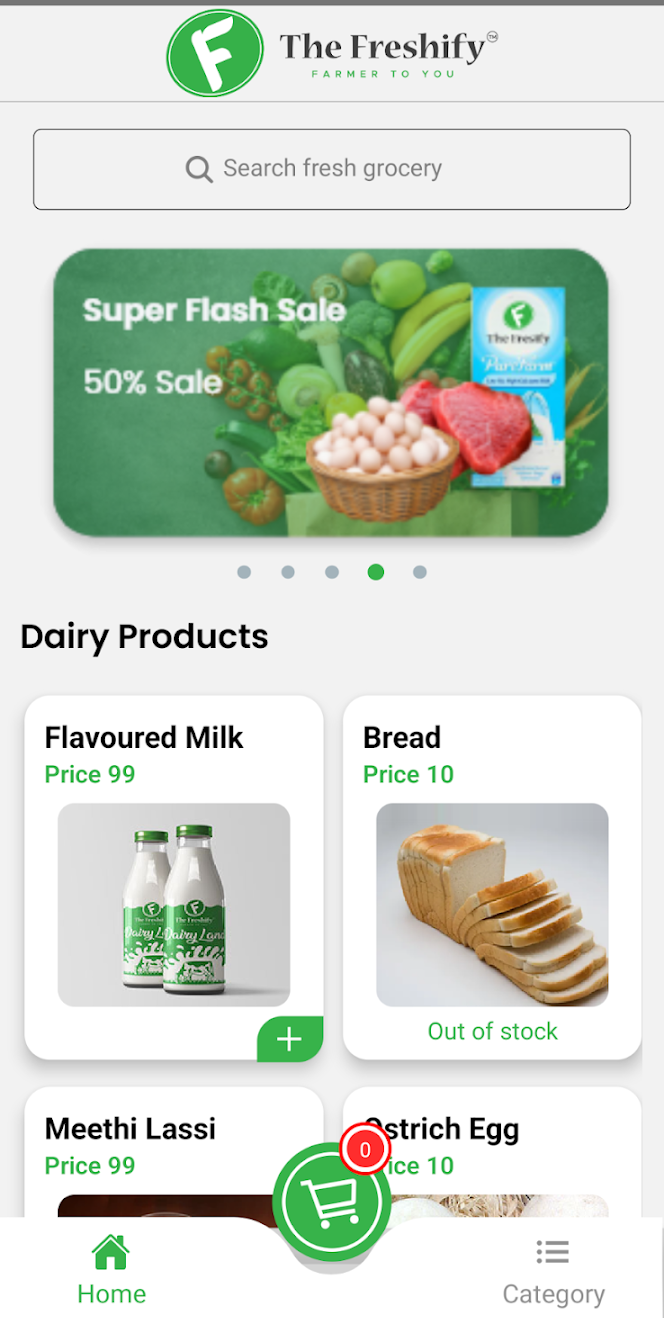 The Freshify™
FARMER TO YOU
Search fresh grocery
Super Flash Sale
50% Sale
The Fresify
PureFarm
Dairy Products
Flavoured Milk
Price 99
The Freshify
Dairy Land
Bread
Price 10
Out of stock
Meethi Lassi
Price 99
Ostrich Egg
ice 10
0
Home
Category